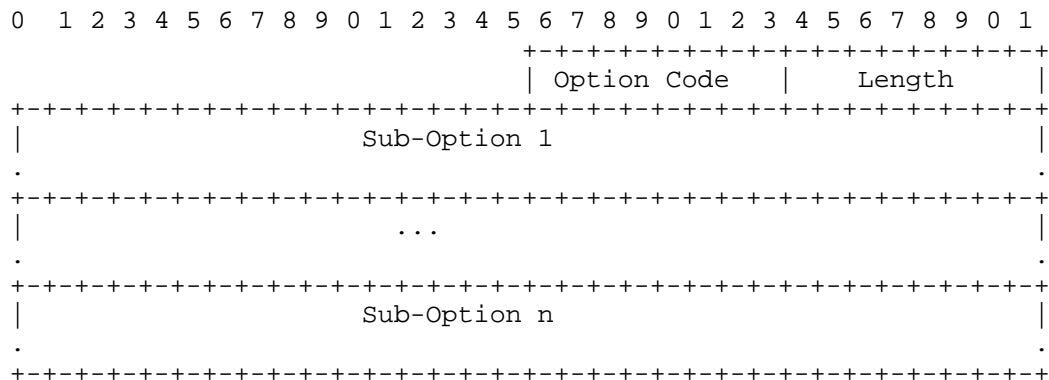 0   1 2 3 4 5 6 7 8 9 0 1 2 3 4 5 6 7 8 9 0 1 2 3 4 5 6 7 8 9 0 1
                                +-+-+-+-+-+-+-+-+-+-+-+-+-+-+-+-+
                                |  Option Code  |     Length    |
+-+-+-+-+-+-+-+-+-+-+-+-+-+-+-+-+-+-+-+-+-+-+-+-+-+-+-+-+-+-+-+-+
|                     Sub-Option 1                              |
.                                                               .
+-+-+-+-+-+-+-+-+-+-+-+-+-+-+-+-+-+-+-+-+-+-+-+-+-+-+-+-+-+-+-+-+
|                       ...                                     |
.                                                               .
+-+-+-+-+-+-+-+-+-+-+-+-+-+-+-+-+-+-+-+-+-+-+-+-+-+-+-+-+-+-+-+-+
|                     Sub-Option n                              |
.                                                               .
+-+-+-+-+-+-+-+-+-+-+-+-+-+-+-+-+-+-+-+-+-+-+-+-+-+-+-+-+-+-+-+-+